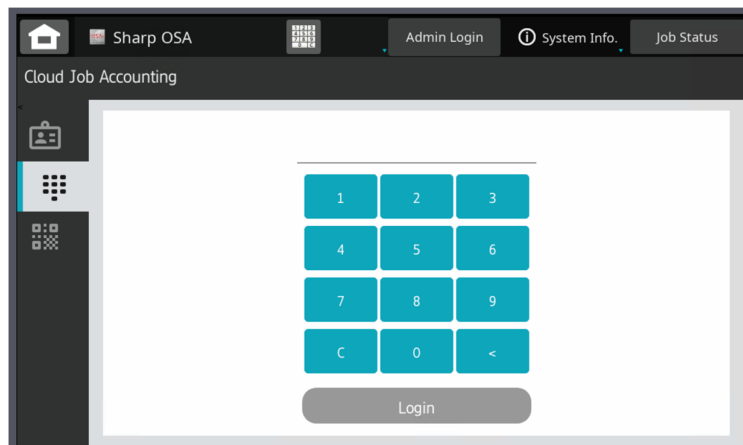 Sharp OSA
Admin Login
System Info.
Job Status
Cloud Job Accounting
<
1 2 3
4 5 6
7 8 9
C 0 <
Login